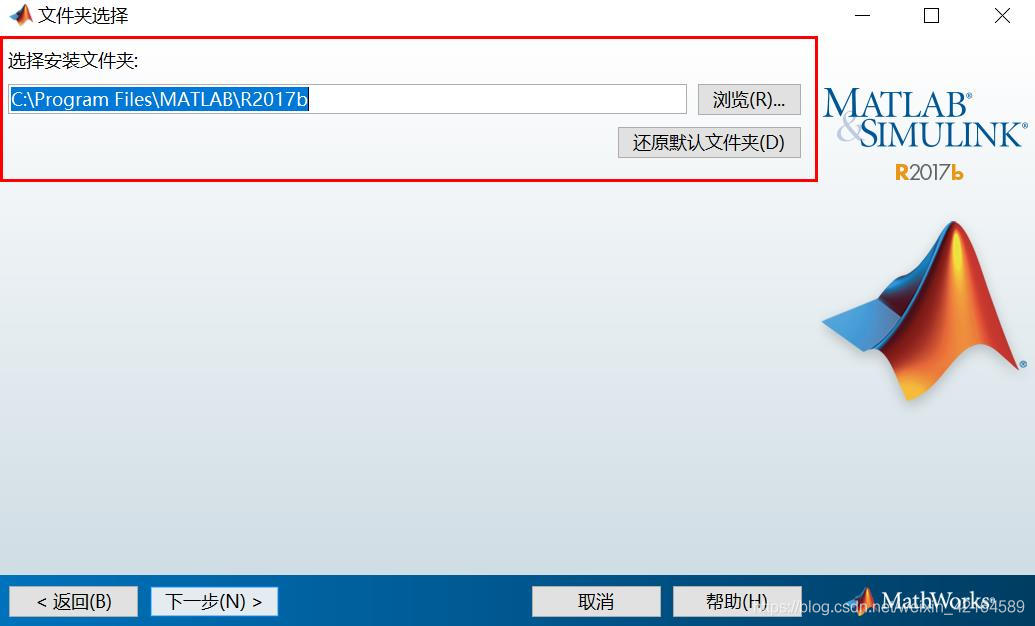 文件夹选择
选择安装文件夹:
C:\Program Files\MATLAB\R2017b
浏览(R)...
还原默认文件夹(D)
MATLAB®
&SIMULINK®
R2017b
®
< 返回(B)
下一步(N) >
取消
帮助(H)
MathWorks®
https://blog.csdn.net/weixin_42184589